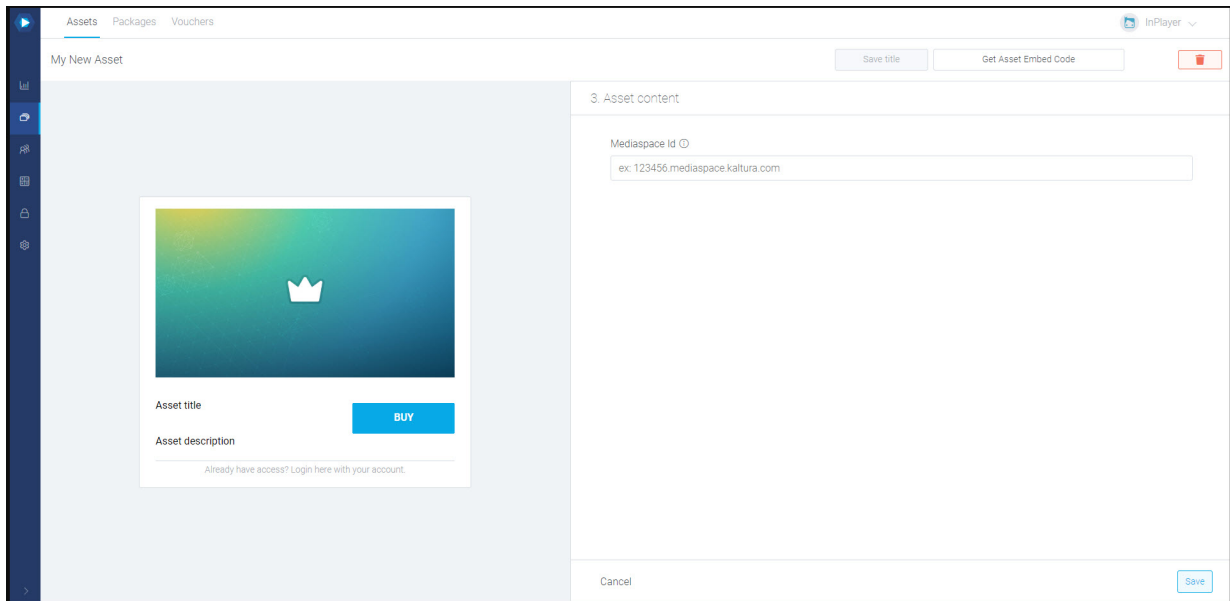 Assets Packages Vouchers InPlayer
My New Asset Save title Get Asset Embed Code
3. Asset content
Mediaspace Id
ex: 123456.mediaspace.kaltura.com
Asset title
BUY
Asset description
Already have access? Login here with your account.
Cancel Save